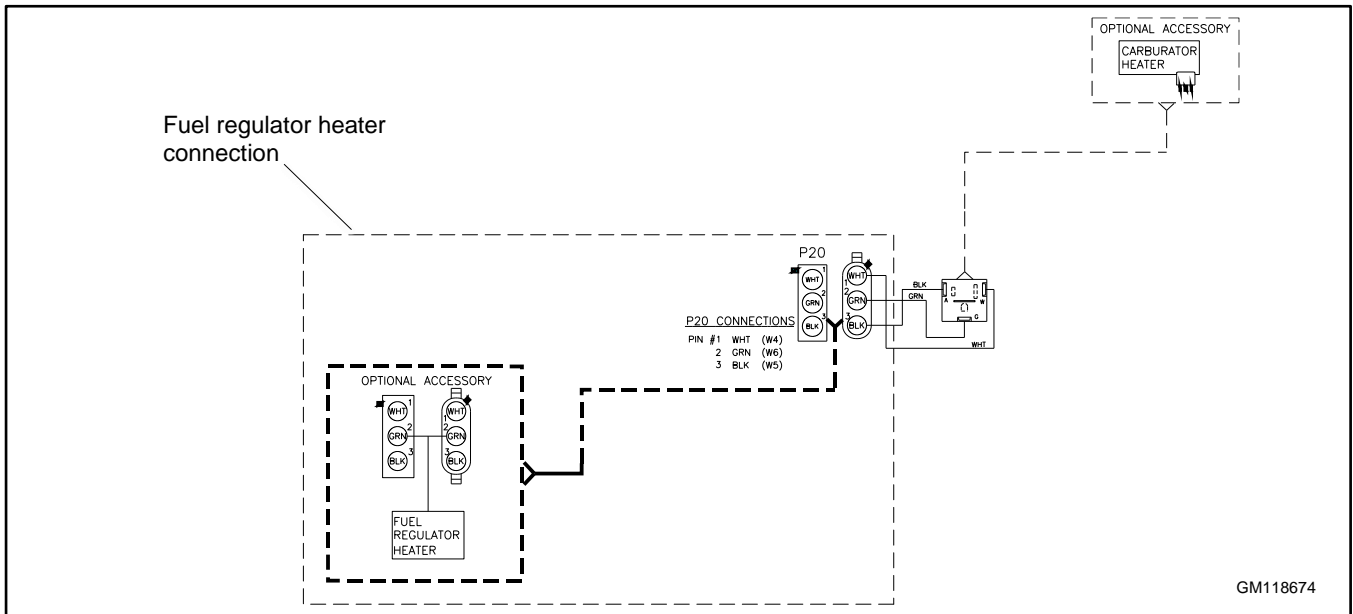 OPTIONAL ACCESSORY
CARBURATOR
HEATER
Fuel regulator heater
connection
P20
WHT 1
GRN 2
BLK 3
1 WHT
2 GRN
3 BLK
BLK
GRN
A
W
G
WHT
P20 CONNECTIONS
PIN #1 WHT (W4)
2 GRN (W6)
3 BLK (W5)
OPTIONAL ACCESSORY
WHT 1
GRN 2
BLK 3
1 WHT
2 GRN
3 BLK
FUEL
REGULATOR
HEATER
GM118674